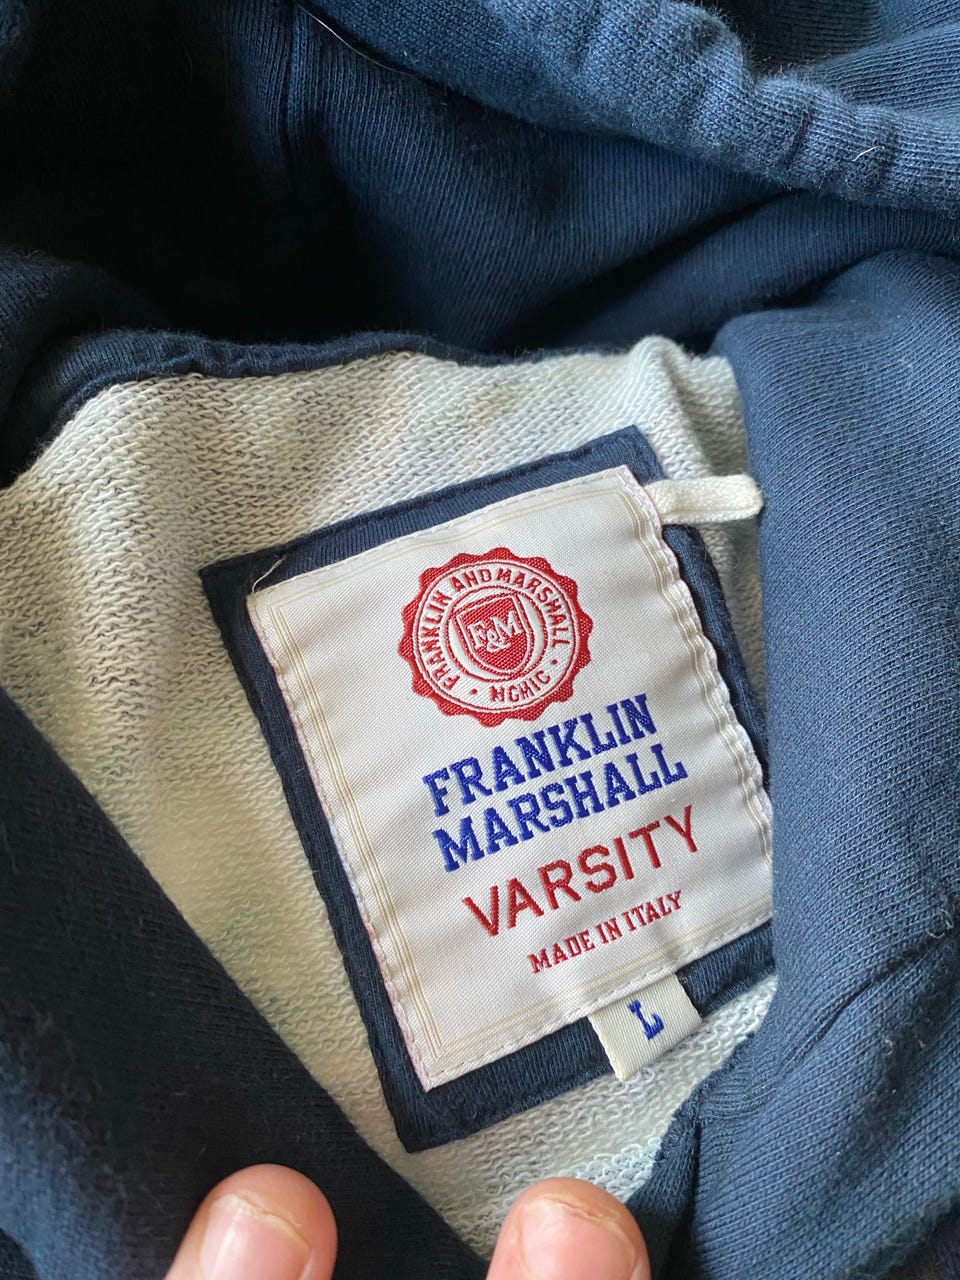 FRANKLIN AND MARSHALL
F&M
· MCMIC ·
FRANKLIN
MARSHALL
VARSITY
MADE IN ITALY
L